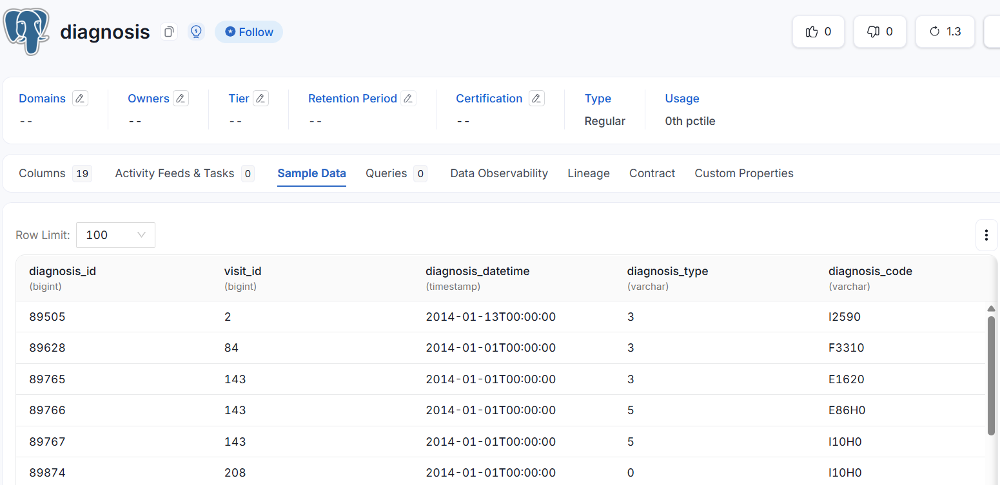 diagnosis Follow 0 0 1.3
Domains Owners Tier Retention Period Certification Type Usage
-- -- -- -- -- Regular 0th pctile
Columns 19 Activity Feeds & Tasks 0 Sample Data Queries 0 Data Observability Lineage Contract Custom Properties
Row Limit: 100
diagnosis_id visit_id diagnosis_datetime diagnosis_type diagnosis_code
(bigint) (bigint) (timestamp) (varchar) (varchar)
89505 2 2014-01-13T00:00:00 3 I2590
89628 84 2014-01-01T00:00:00 3 F3310
89765 143 2014-01-01T00:00:00 3 E1620
89766 143 2014-01-01T00:00:00 5 E86H0
89767 143 2014-01-01T00:00:00 5 I10H0
89874 208 2014-01-01T00:00:00 0 I10H0